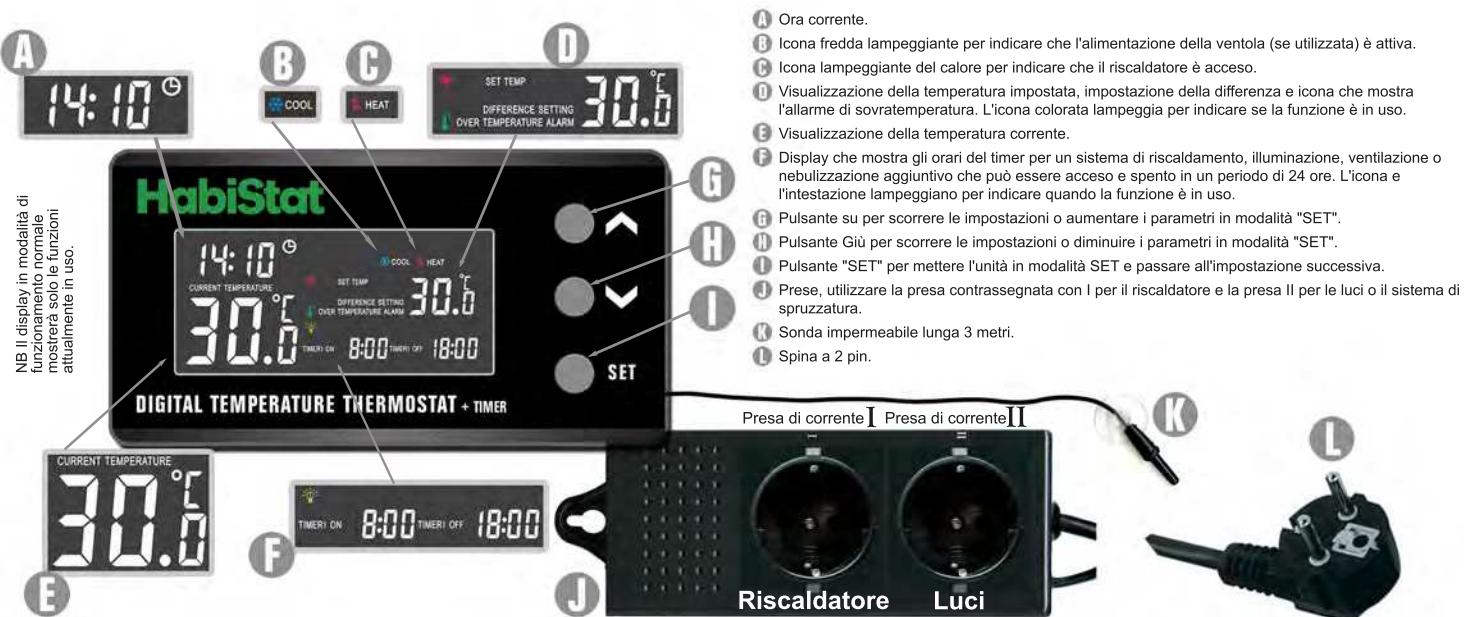 A
14:10
B
COOL
C
HEAT
D
SET TEMP
DIFFERENCE SETTING
OVER TEMPERATURE ALARM
30.0 °C
A Ora corrente.
B Icona fredda lampeggiante per indicare che l'alimentazione della ventola (se utilizzata) è attiva.
C Icona lampeggiante del calore per indicare che il riscaldatore è acceso.
D Visualizzazione della temperatura impostata, impostazione della differenza e icona che mostra
l'allarme di sovratemperatura. L'icona colorata lampeggia per indicare se la funzione è in uso.
E Visualizzazione della temperatura corrente.
F Display che mostra gli orari del timer per un sistema di riscaldamento, illuminazione, ventilazione o
nebulizzazione aggiuntivo che può essere acceso e spento in un periodo di 24 ore. L'icona e
l'intestazione lampeggiano per indicare quando la funzione è in uso.
G Pulsante su per scorrere le impostazioni o aumentare i parametri in modalità "SET".
H Pulsante Giù per scorrere le impostazioni o diminuire i parametri in modalità "SET".
I Pulsante "SET" per mettere l'unità in modalità SET e passare all'impostazione successiva.
J Prese, utilizzare la presa contrassegnata con I per il riscaldatore e la presa II per le luci o il sistema di
spruzzatura.
K Sonda impermeabile lunga 3 metri.
L Spina a 2 pin.
NB Il display in modalità di
funzionamento normale
mostrerà solo le funzioni
attualmente in uso.
HabiStat
14:10
COOL HEAT
CURRENT TEMPERATURE
30.0 °C
SET TEMP
DIFFERENCE SETTING
OVER TEMPERATURE ALARM
30.0 °C
TIMER1 ON 8:00 TIMER1 OFF 18:00
SET
DIGITAL TEMPERATURE THERMOSTAT + TIMER
G
H
I
Presa di corrente I Presa di corrente II
I
II
K
L
CURRENT TEMPERATURE
30.0 °C
E
TIMER1 ON 8:00 TIMER1 OFF 18:00
F
J
Riscaldatore Luci